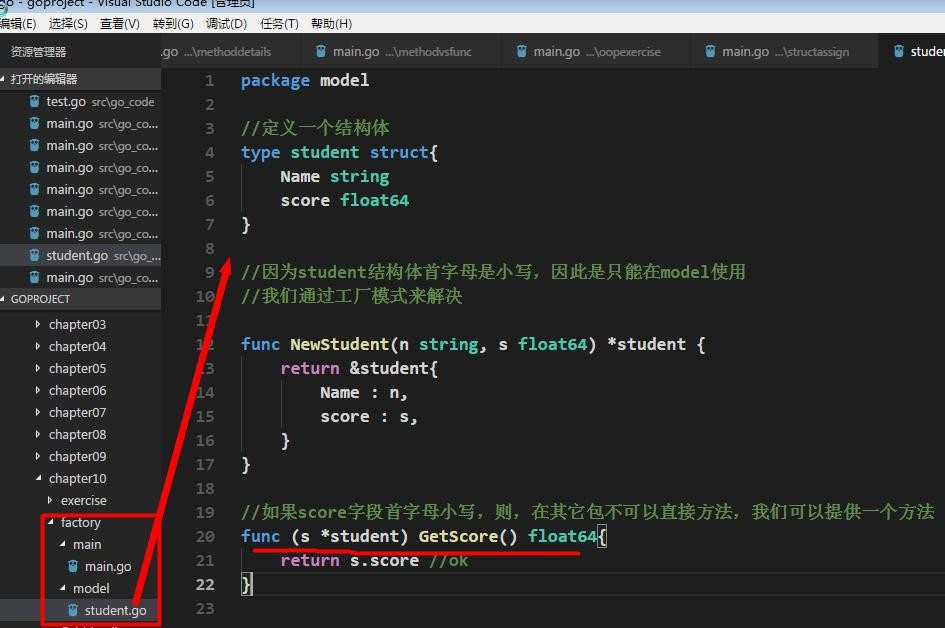 go - goproject - Visual Studio Code [管理员]
编辑(E) 选择(S) 查看(V) 转到(G) 调试(D) 任务(T) 帮助(H)
资源管理器
.go ...\methoddetails main.go ...\methodvsfunc main.go ...\oopexercise main.go ...\structassign studen
打开的编辑器
test.go src\go_code
main.go src\go_co...
main.go src\go_co...
main.go src\go_co...
main.go src\go_co...
main.go src\go_co...
main.go src\go_co...
student.go src\go_...
main.go src\go_co...
GOPROJECT
chapter03
chapter04
chapter05
chapter06
chapter07
chapter08
chapter09
chapter10
exercise
factory
main
main.go
model
student.go
1 package model
2
3 //定义一个结构体
4 type student struct{
5 Name string
6 score float64
7 }
8
9 //因为student结构体首字母是小写，因此是只能在model使用
10 //我们通过工厂模式来解决
11
12 func NewStudent(n string, s float64) *student {
13 return &student{
14 Name : n,
15 score : s,
16 }
17 }
18
19 //如果score字段首字母小写，则，在其它包不可以直接方法，我们可以提供一个方法
20 func (s *student) GetScore() float64{
21 return s.score //ok
22 }
23